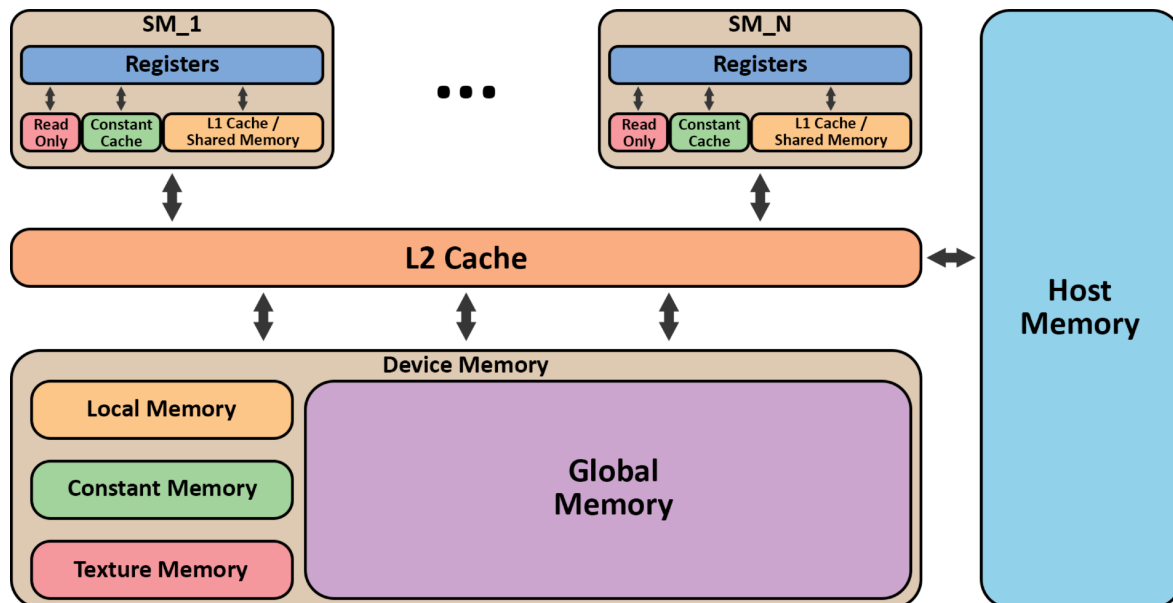 SM_1
Registers
Read
Only
Constant
Cache
L1 Cache /
Shared Memory
SM_N
Registers
Read
Only
Constant
Cache
L1 Cache /
Shared Memory
L2 Cache
Host
Memory
Device Memory
Local Memory
Constant Memory
Texture Memory
Global
Memory